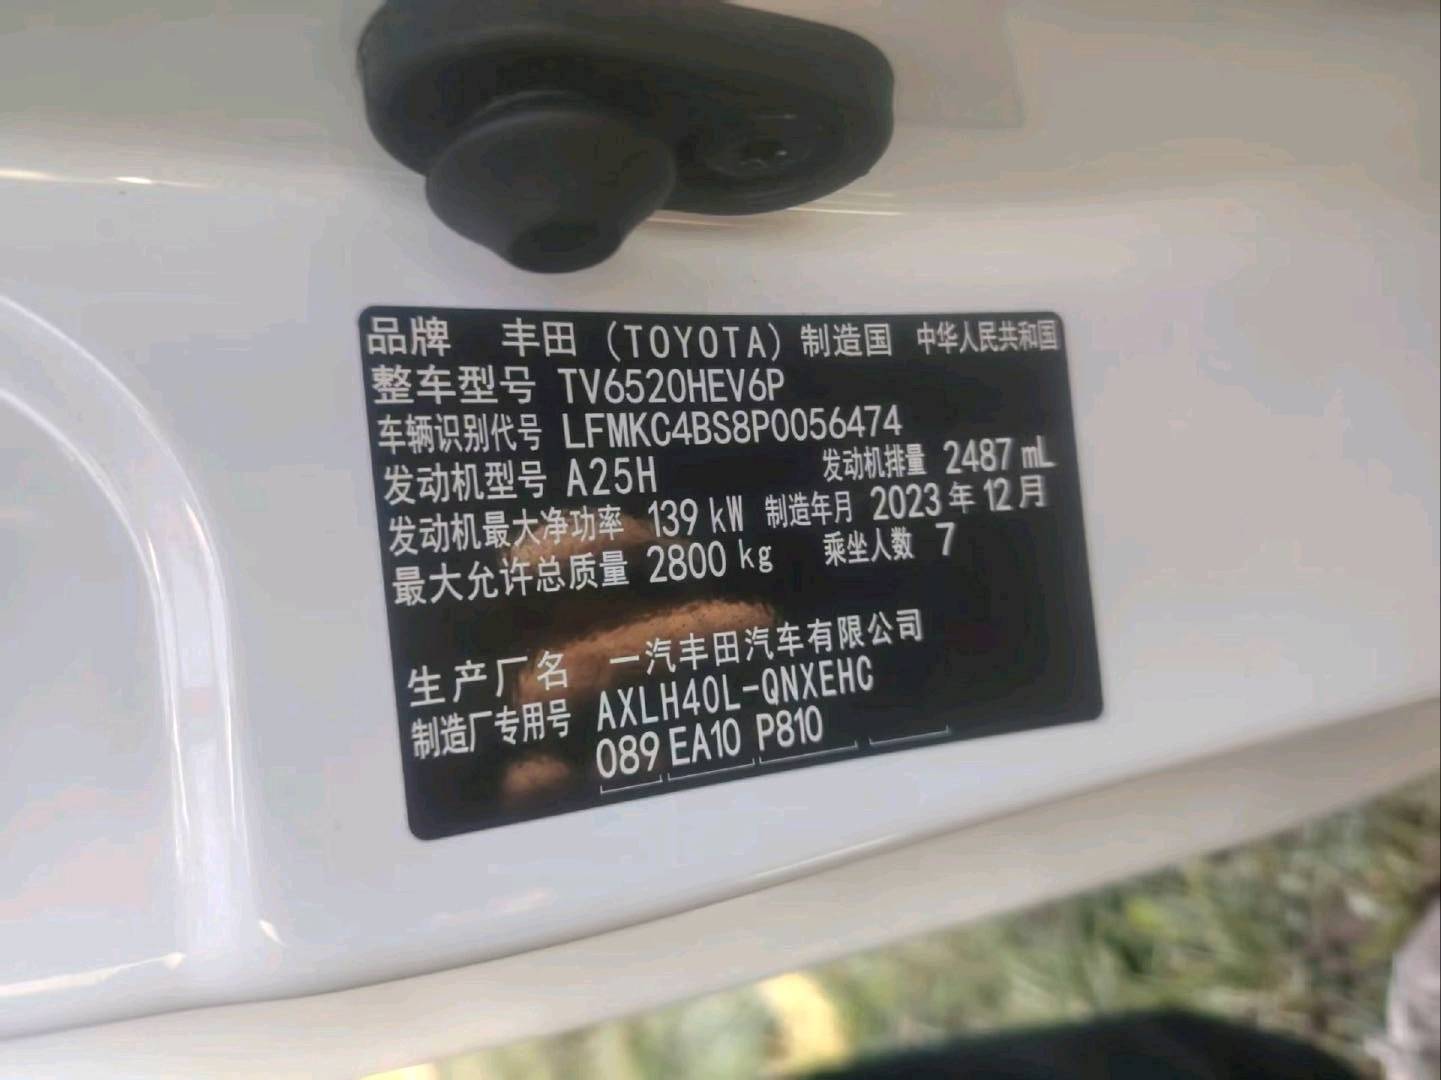 品牌 丰田 (TOYOTA) 制造国 中华人民共和国
整车型号 TV6520HEV6P
车辆识别代号 LFMKC4BS8P0056474
发动机型号 A25H 发动机排量 2487 mL
发动机最大净功率 139 kW 制造年月 2023 年 12 月
最大允许总质量 2800 kg 乘坐人数 7
生产厂名 一汽丰田汽车有限公司
制造厂专用号 AXLH40L-QNXEHC
089 EA10 P810